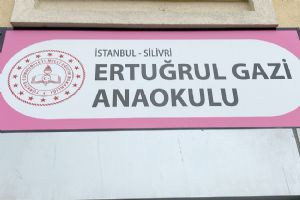 İSTANBUL - SİLİVRİ
ERTUĞRUL GAZİ
ANAOKULU